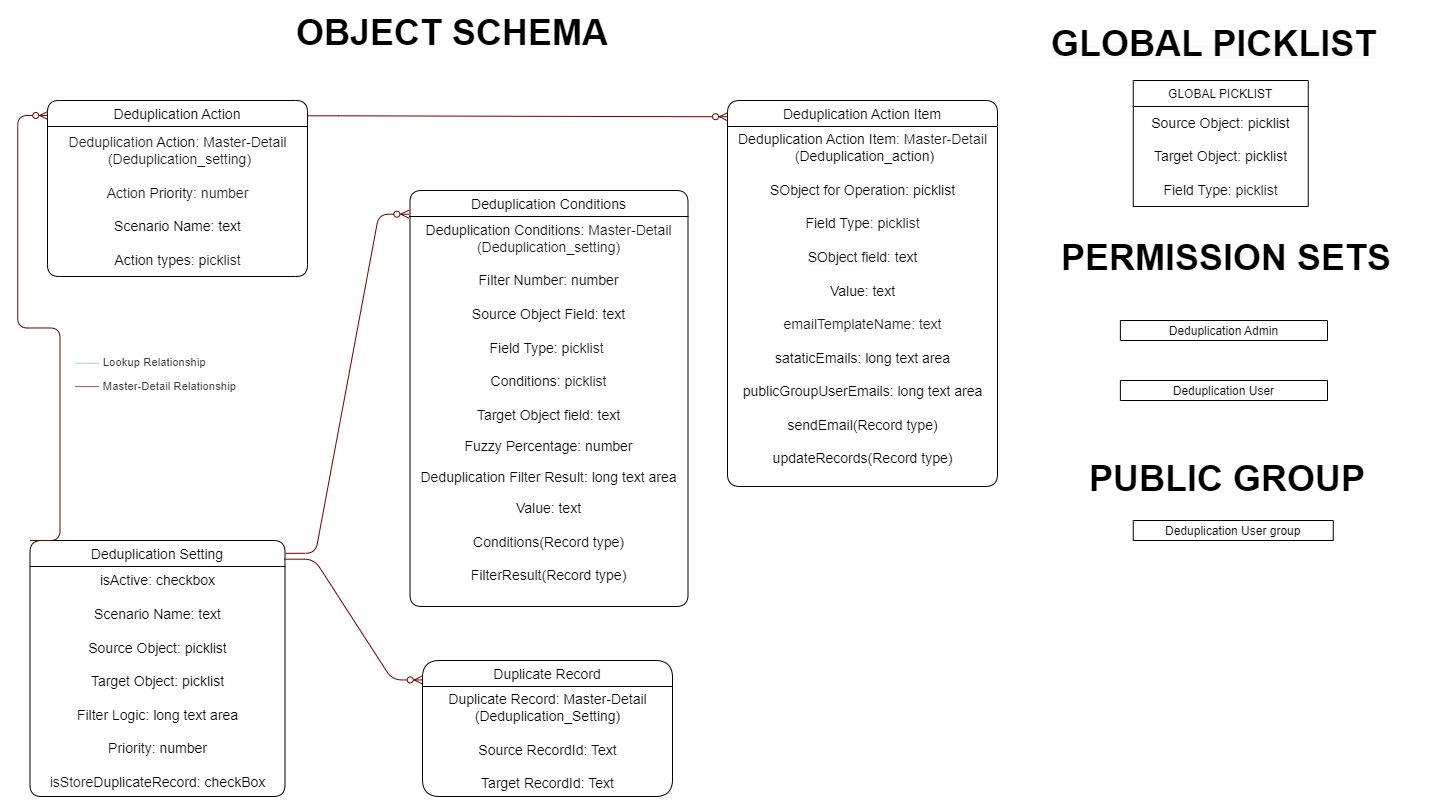 OBJECT SCHEMA
Deduplication Action
Deduplication Action: Master-Detail
(Deduplication_setting)
Action Priority: number
Scenario Name: text
Action types: picklist
Deduplication Conditions
Deduplication Conditions: Master-Detail
(Deduplication_setting)
Filter Number: number
Source Object Field: text
Field Type: picklist
Conditions: picklist
Target Object field: text
Fuzzy Percentage: number
Deduplication Filter Result: long text area
Value: text
Conditions(Record type)
FilterResult(Record type)
Deduplication Action Item
Deduplication Action Item: Master-Detail
(Deduplication_action)
SObject for Operation: picklist
Field Type: picklist
SObject field: text
Value: text
emailTemplateName: text
sataticEmails: long text area
publicGroupUserEmails: long text area
sendEmail(Record type)
updateRecords(Record type)
Lookup Relationship
Master-Detail Relationship
Deduplication Setting
isActive: checkbox
Scenario Name: text
Source Object: picklist
Target Object: picklist
Filter Logic: long text area
Priority: number
isStoreDuplicateRecord: checkBox
Duplicate Record
Duplicate Record: Master-Detail
(Deduplication_Setting)
Source RecordId: Text
Target RecordId: Text
GLOBAL PICKLIST
GLOBAL PICKLIST
Source Object: picklist
Target Object: picklist
Field Type: picklist
PERMISSION SETS
Deduplication Admin
Deduplication User
PUBLIC GROUP
Deduplication User group